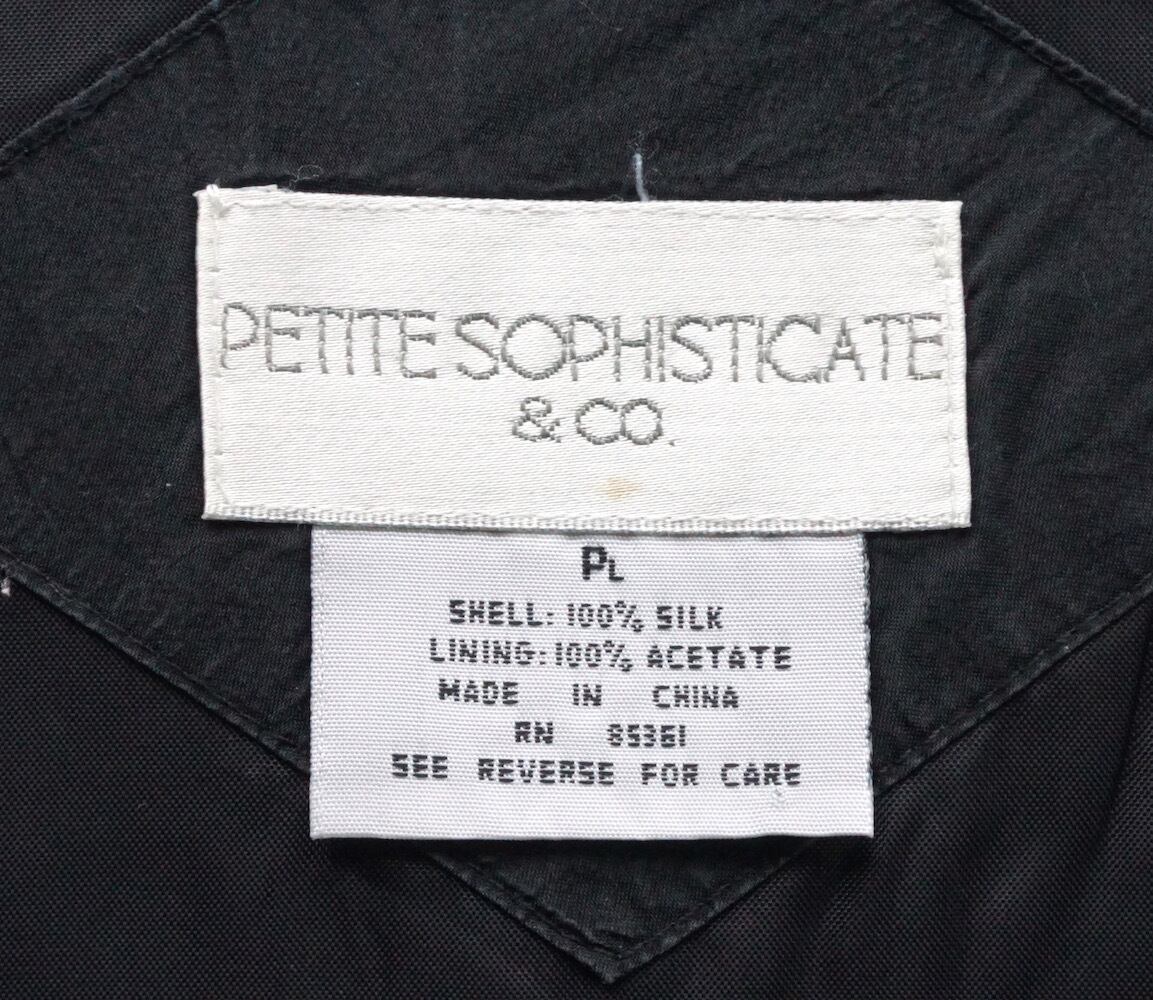 PETITE SOPHISTICATE
& CO.
PL
SHELL: 100% SILK
LINING: 100% ACETATE
MADE IN CHINA
RN 85361
SEE REVERSE FOR CARE